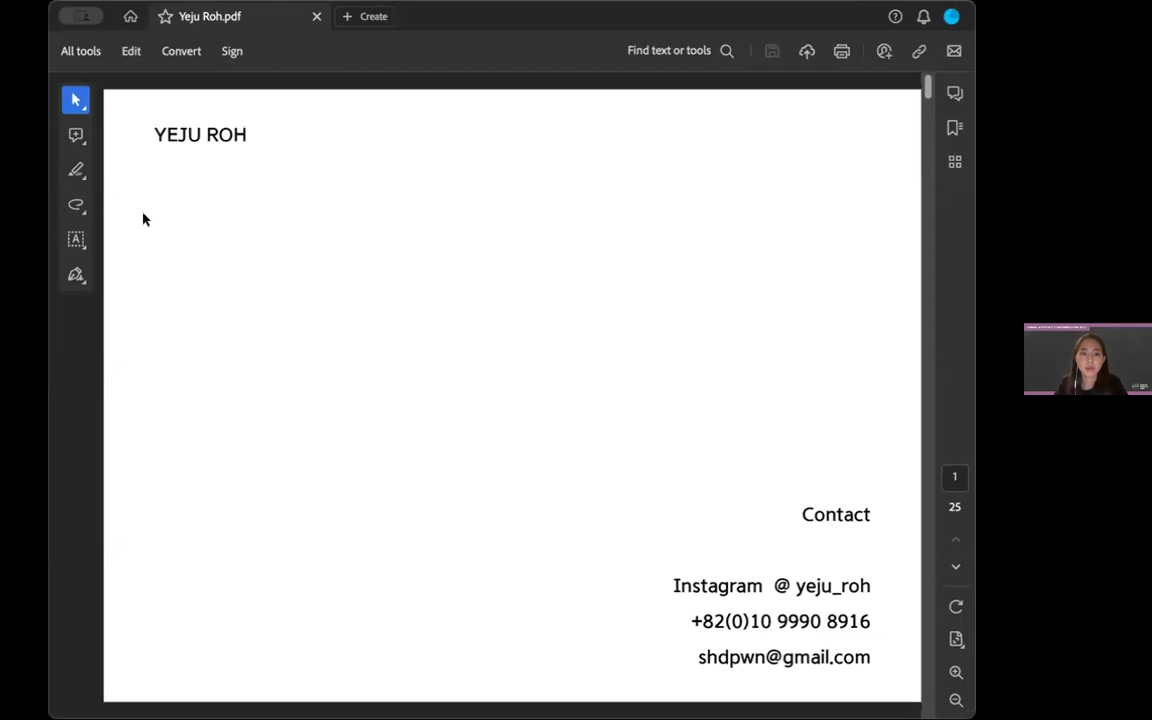 Yeju Roh.pdf
Create
All tools
Edit
Convert
Sign
Find text or tools
YEJU ROH
1
25
Contact
Instagram @ yeju_roh
+82(0)10 9990 8916
shdpwn@gmail.com